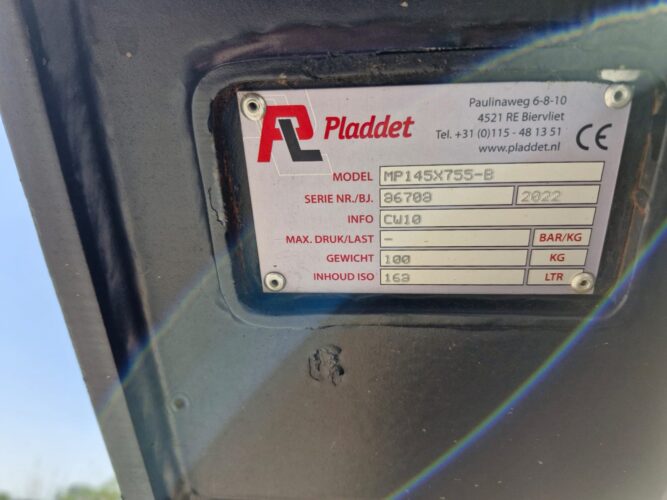 PL Pladdet
Paulinaweg 6-8-10
4521 RE Biervliet
Tel. +31 (0)115 - 48 13 51
www.pladdet.nl
CE
MODEL MP145X755-B
SERIE NR./BJ. 86708 2022
INFO CW10
MAX. DRUK/LAST - BAR/KG
GEWICHT 100 KG
INHOUD ISO 163 LTR